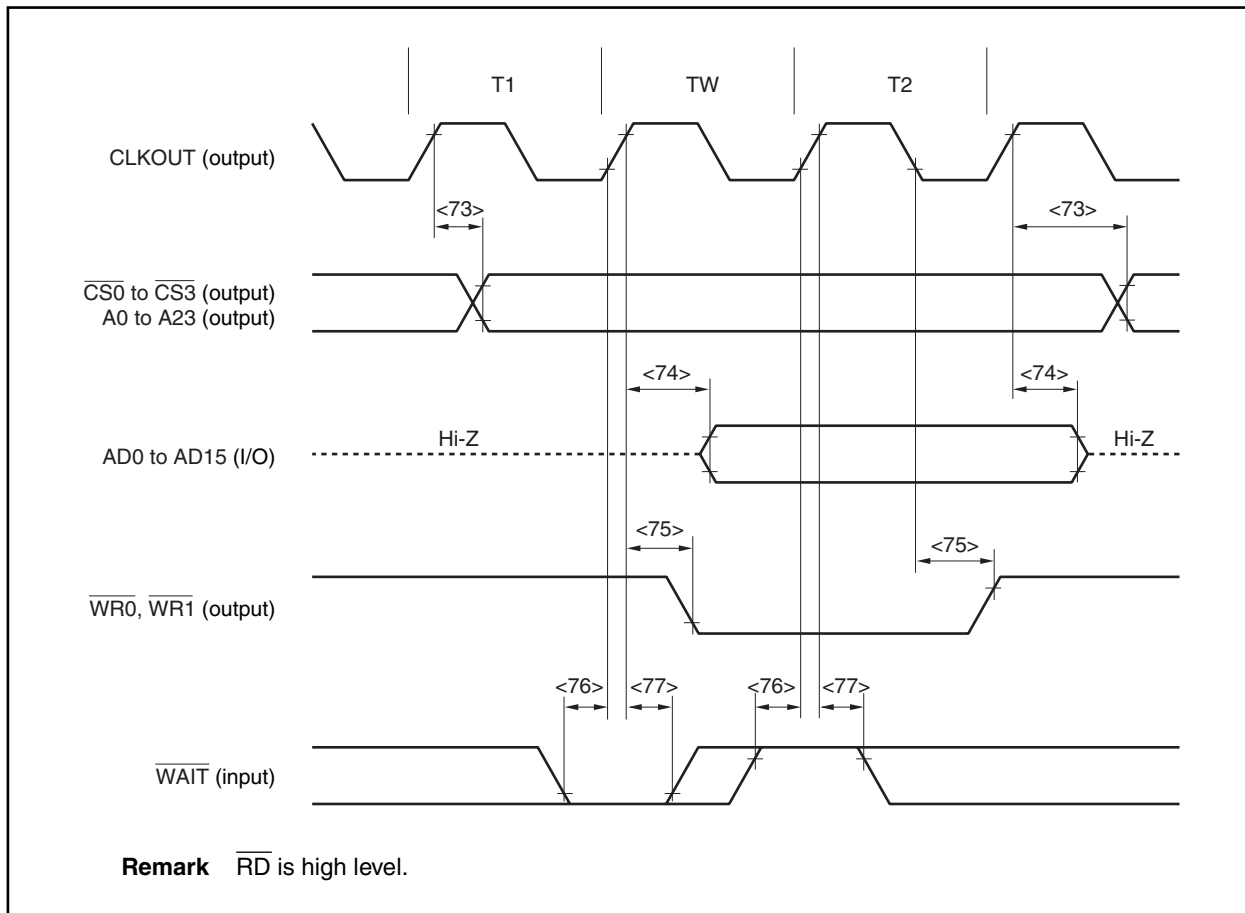 T1 TW T2
CLKOUT (output)
<73> <73>
CS0 to CS3 (output)
A0 to A23 (output)
<74> <74>
Hi-Z Hi-Z
AD0 to AD15 (I/O)
<75> <75>
WR0, WR1 (output)
<76> <77> <76> <77>
WAIT (input)
Remark RD is high level.